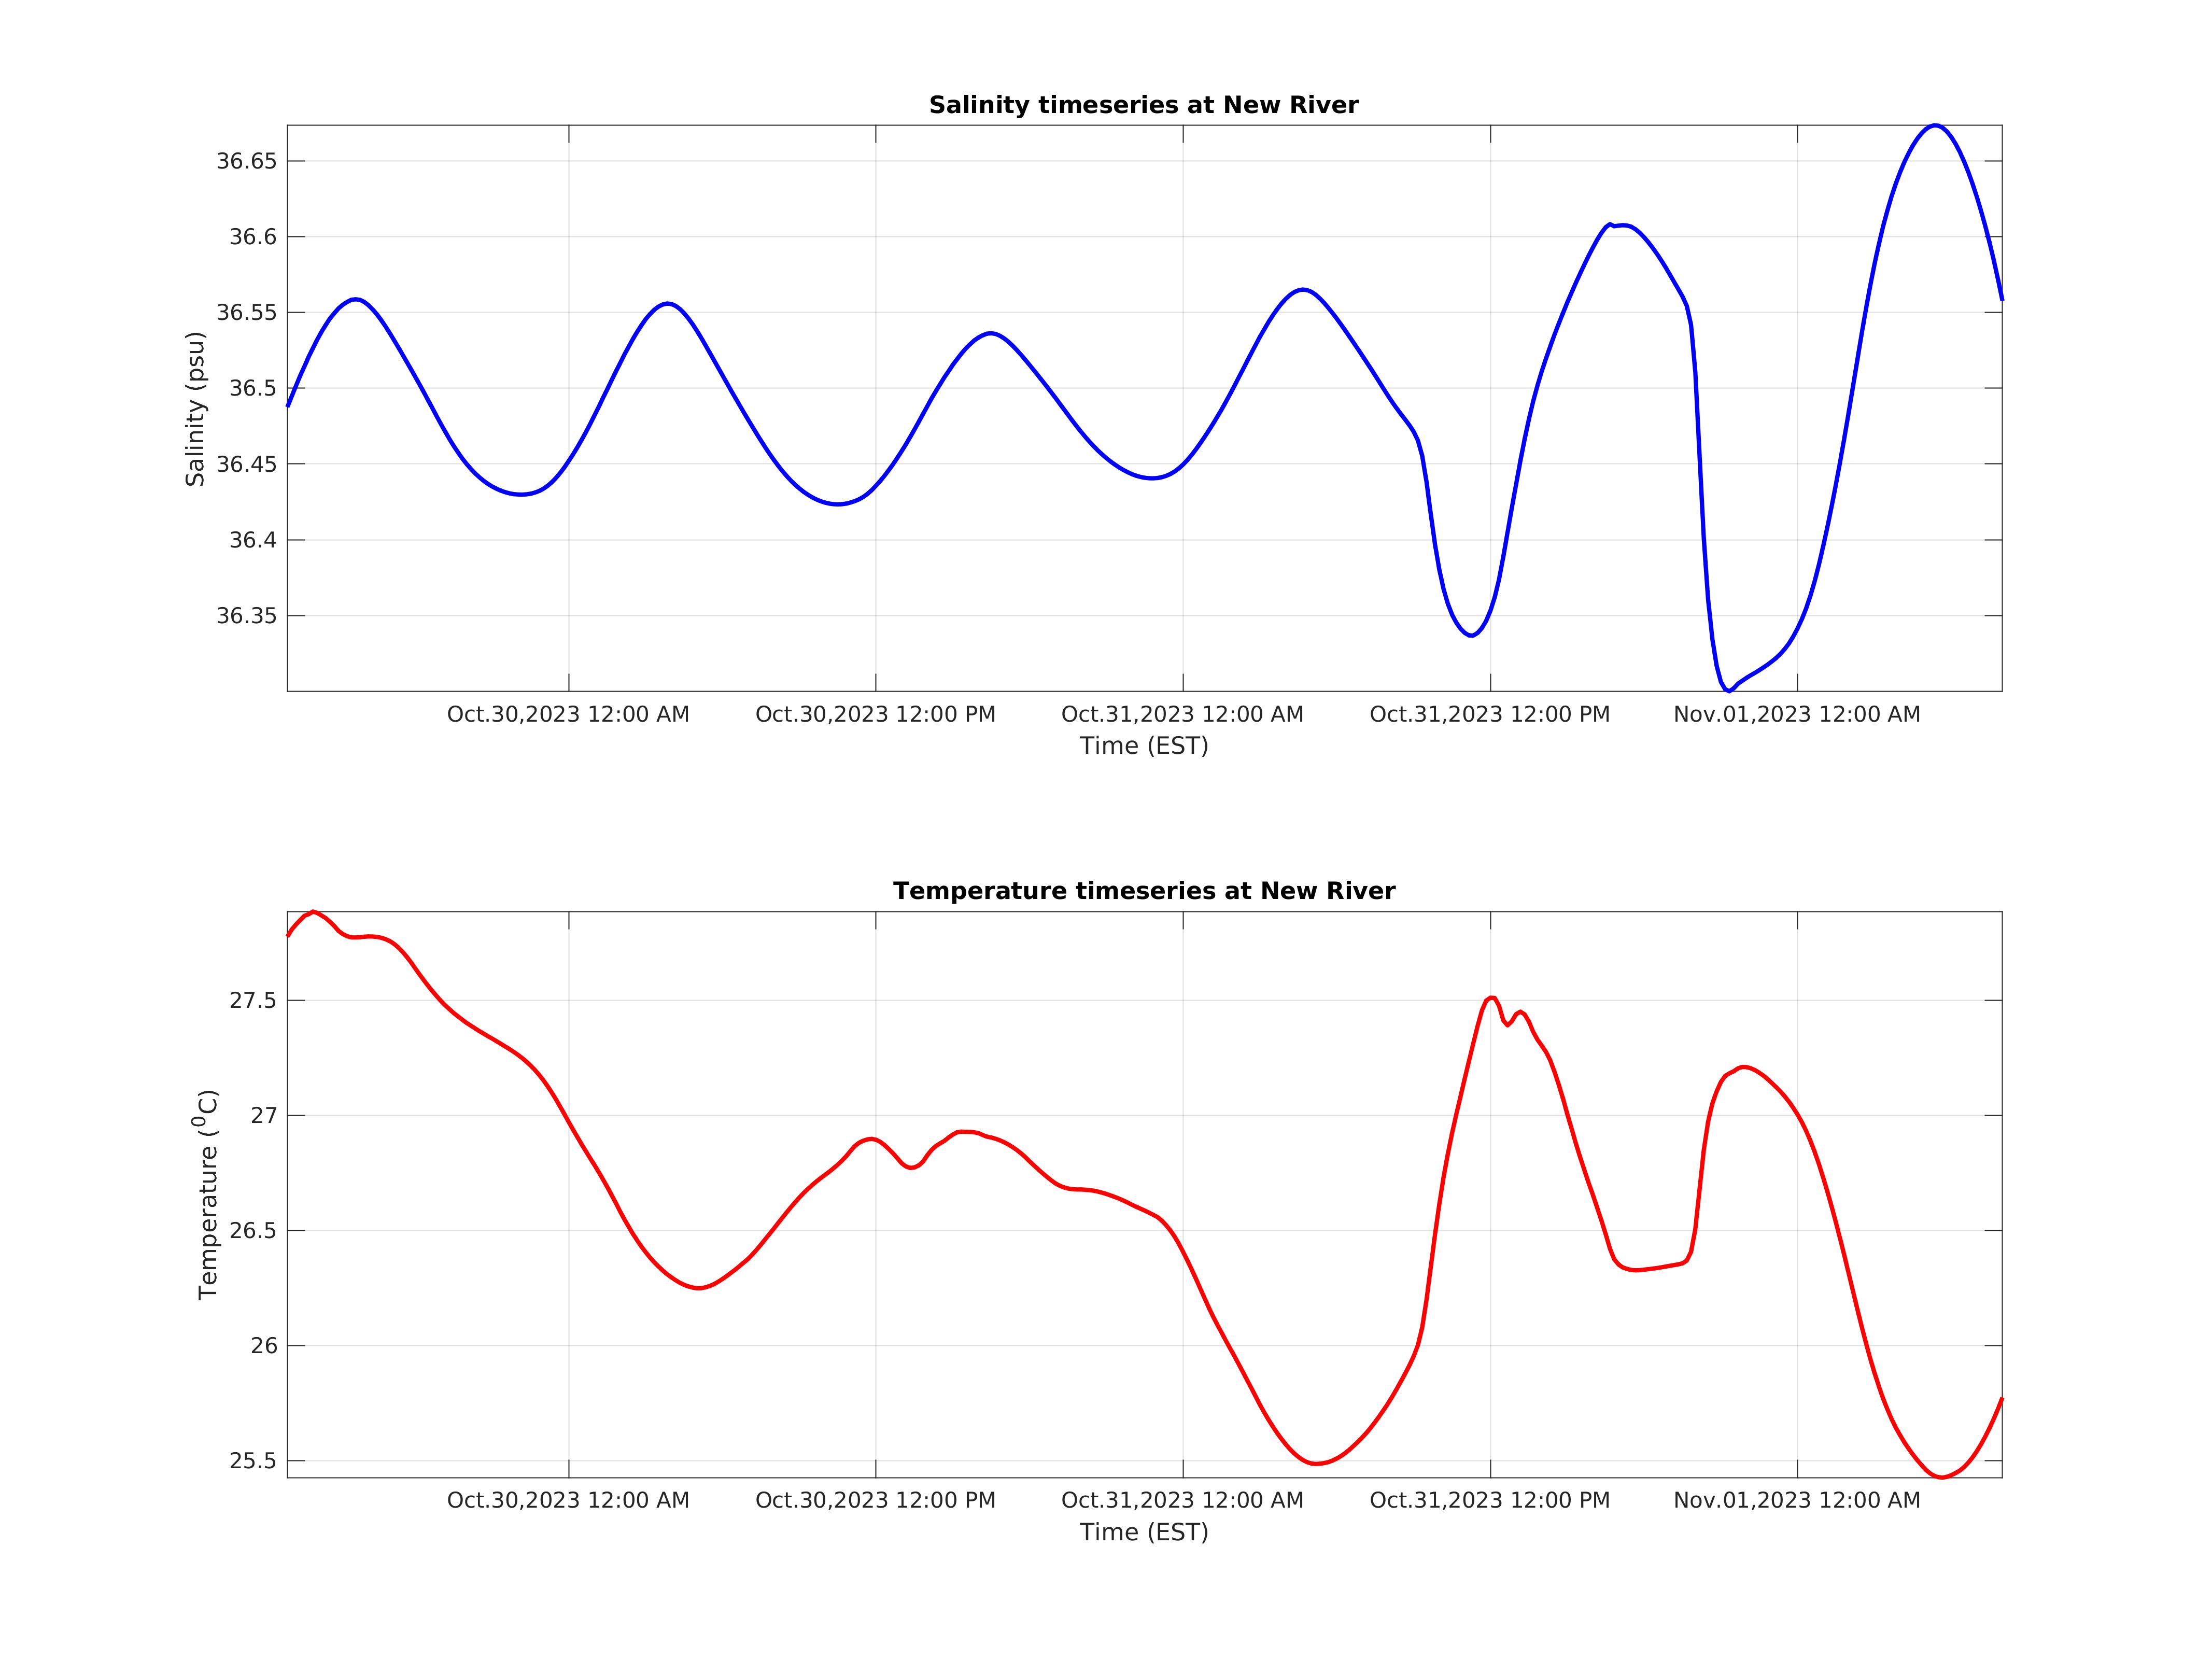 Salinity timeseries at New River
Salinity (psu)
36.65
36.6
36.55
36.5
36.45
36.4
36.35
Oct.30,2023 12:00 AM Oct.30,2023 12:00 PM Oct.31,2023 12:00 AM Oct.31,2023 12:00 PM Nov.01,2023 12:00 AM
Time (EST)
Temperature timeseries at New River
Temperature (⁰C)
27.5
27
26.5
26
25.5
Oct.30,2023 12:00 AM Oct.30,2023 12:00 PM Oct.31,2023 12:00 AM Oct.31,2023 12:00 PM Nov.01,2023 12:00 AM
Time (EST)